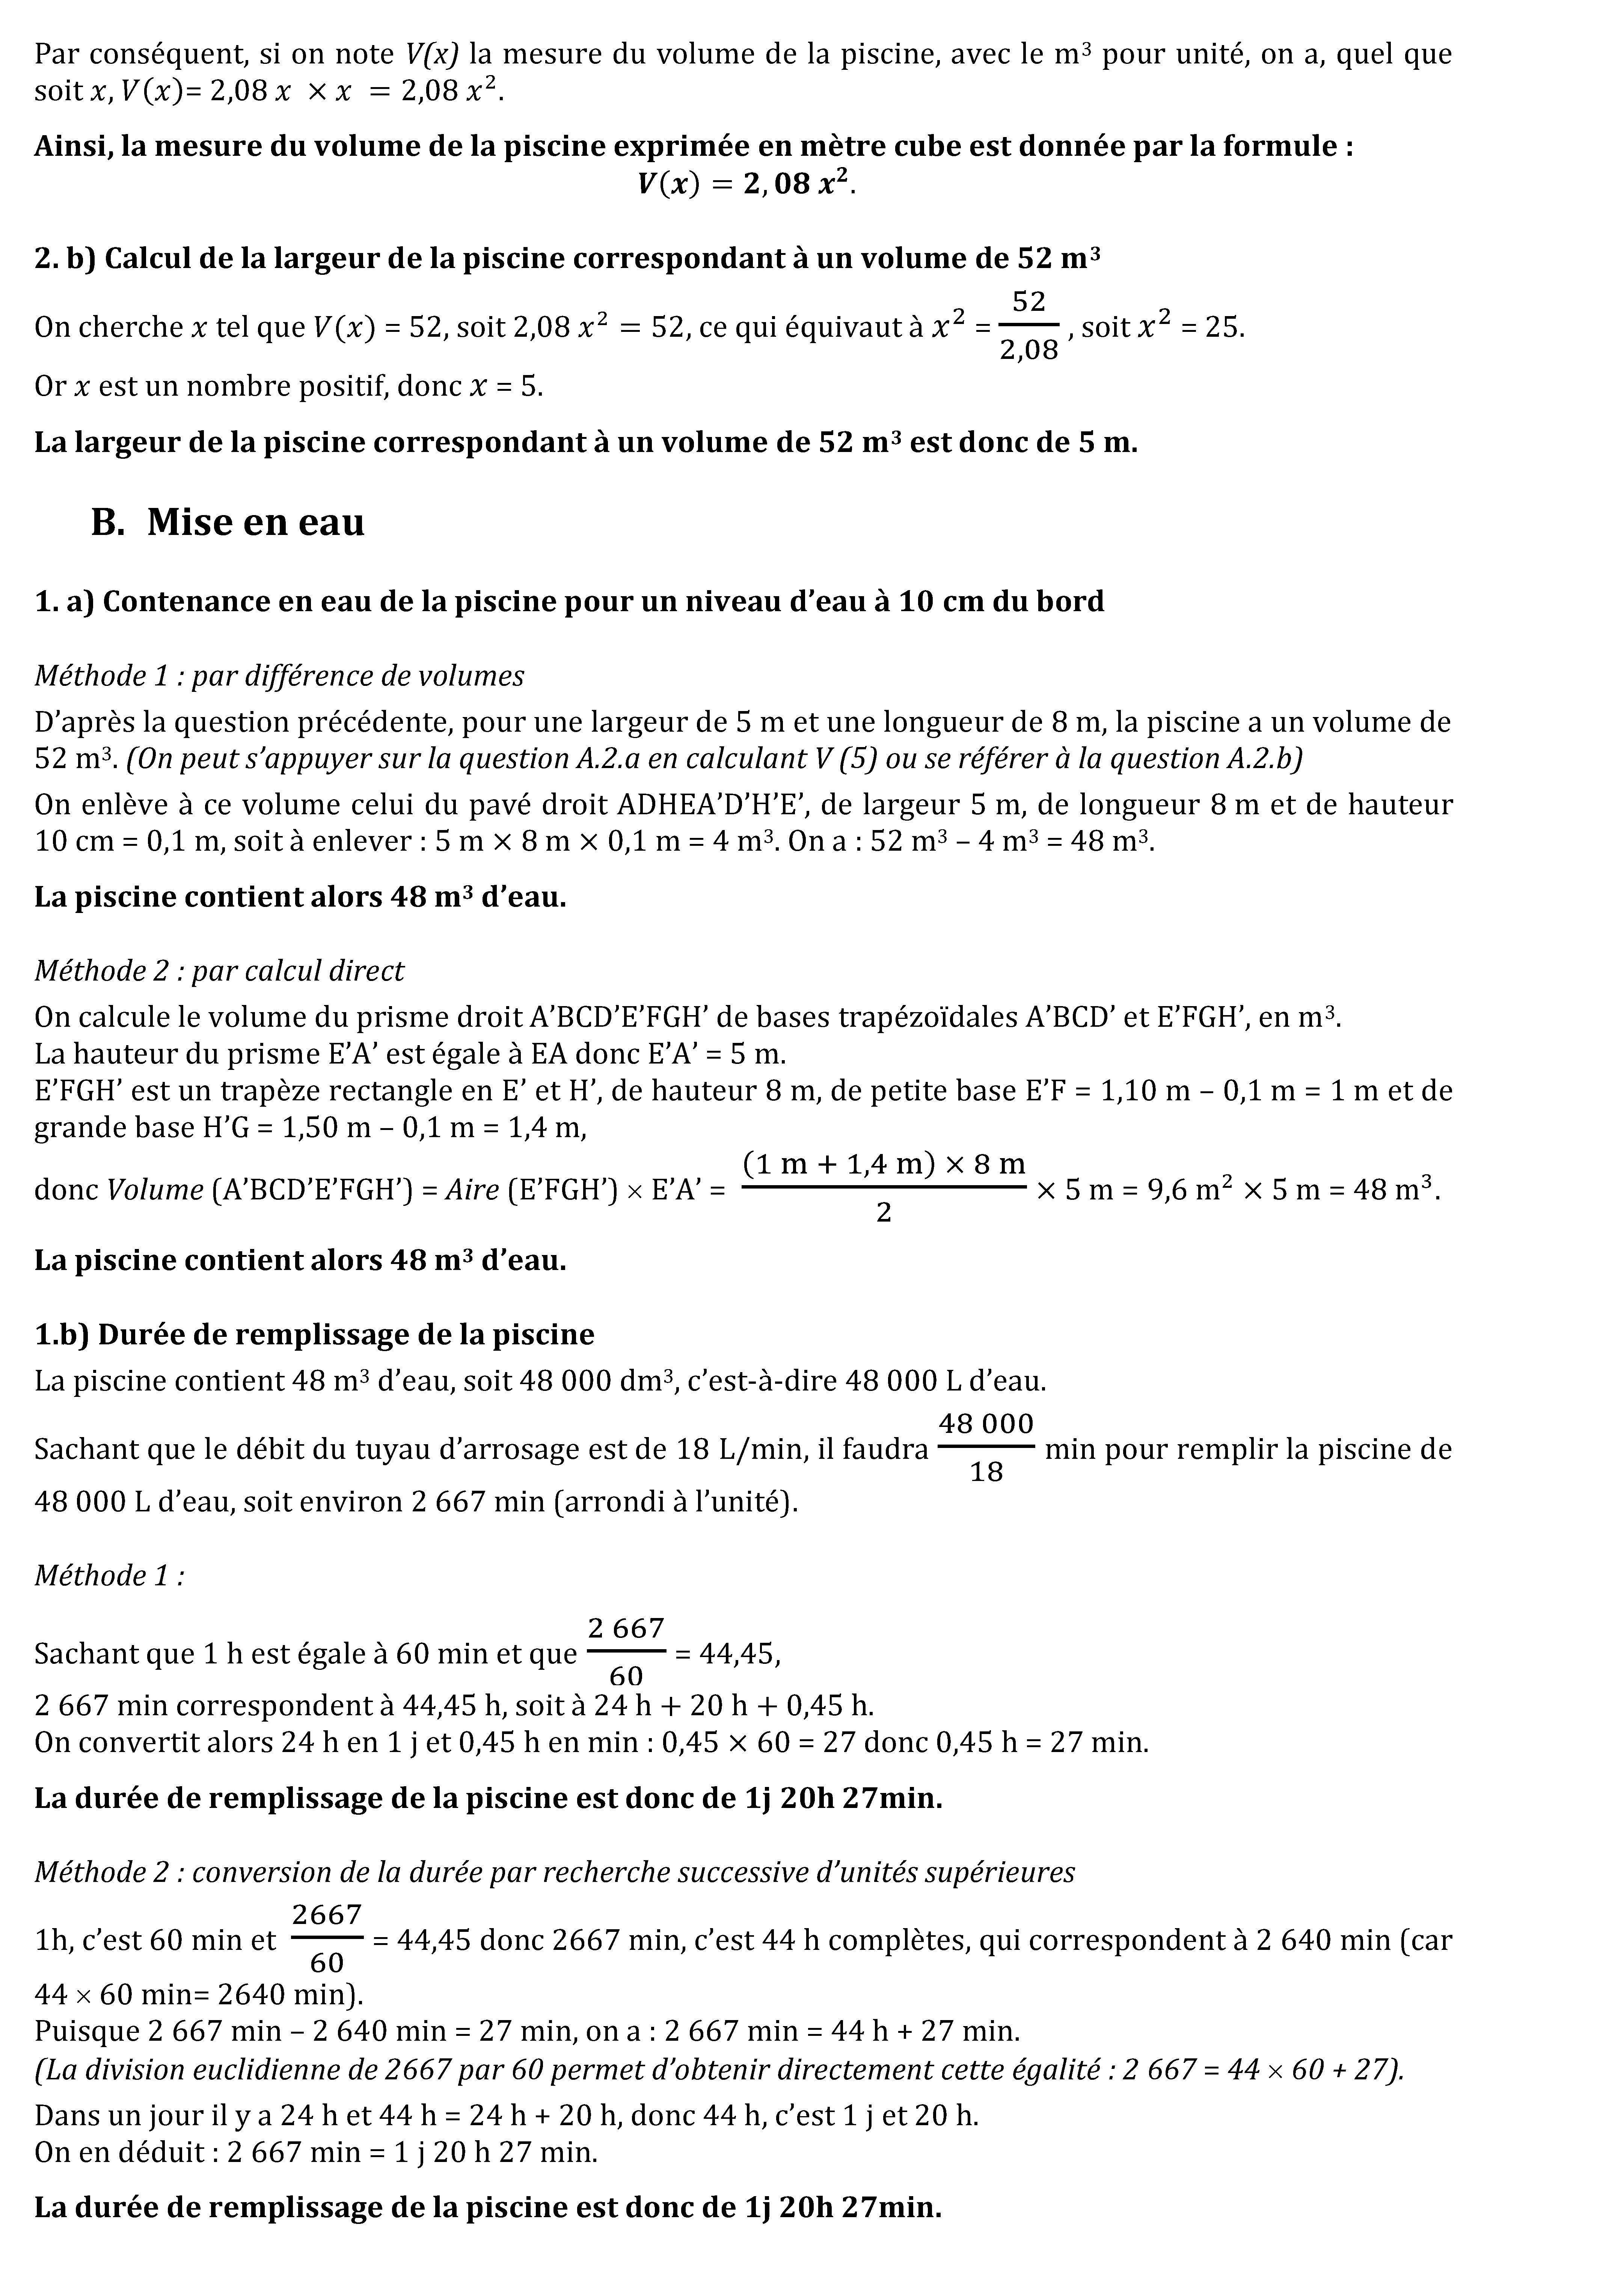 Par conséquent, si on note V(x) la mesure du volume de la piscine, avec le m³ pour unité, on a, quel que
soit x, V(x)= 2,08 x × x = 2,08 x².
Ainsi, la mesure du volume de la piscine exprimée en mètre cube est donnée par la formule :
V(x) = 2,08 x².
2. b) Calcul de la largeur de la piscine correspondant à un volume de 52 m³
On cherche x tel que V(x) = 52, soit 2,08 x² = 52, ce qui équivaut à x² = 52/2,08 , soit x² = 25.
Or x est un nombre positif, donc x = 5.
La largeur de la piscine correspondant à un volume de 52 m³ est donc de 5 m.
B. Mise en eau
1. a) Contenance en eau de la piscine pour un niveau d’eau à 10 cm du bord
Méthode 1 : par différence de volumes
D’après la question précédente, pour une largeur de 5 m et une longueur de 8 m, la piscine a un volume de
52 m³. (On peut s’appuyer sur la question A.2.a en calculant V (5) ou se référer à la question A.2.b)
On enlève à ce volume celui du pavé droit ADHEA’D’H’E’, de largeur 5 m, de longueur 8 m et de hauteur
10 cm = 0,1 m, soit à enlever : 5 m × 8 m × 0,1 m = 4 m³. On a : 52 m³ – 4 m³ = 48 m³.
La piscine contient alors 48 m³ d’eau.
Méthode 2 : par calcul direct
On calcule le volume du prisme droit A’BCD’E’FGH’ de bases trapézoïdales A’BCD’ et E’FGH’, en m³.
La hauteur du prisme E’A’ est égale à EA donc E’A’ = 5 m.
E’FGH’ est un trapèze rectangle en E’ et H’, de hauteur 8 m, de petite base E’F = 1,10 m – 0,1 m = 1 m et de
grande base H’G = 1,50 m – 0,1 m = 1,4 m,
donc Volume (A’BCD’E’FGH’) = Aire (E’FGH’) × E’A’ = (1 m + 1,4 m) × 8 m/2 × 5 m = 9,6 m² × 5 m = 48 m³.
La piscine contient alors 48 m³ d’eau.
1.b) Durée de remplissage de la piscine
La piscine contient 48 m³ d’eau, soit 48 000 dm³, c’est-à-dire 48 000 L d’eau.
Sachant que le débit du tuyau d’arrosage est de 18 L/min, il faudra 48 000/18 min pour remplir la piscine de
48 000 L d’eau, soit environ 2 667 min (arrondi à l’unité).
Méthode 1 :
Sachant que 1 h est égale à 60 min et que 2 667/60 = 44,45,
2 667 min correspondent à 44,45 h, soit à 24 h + 20 h + 0,45 h.
On convertit alors 24 h en 1 j et 0,45 h en min : 0,45 × 60 = 27 donc 0,45 h = 27 min.
La durée de remplissage de la piscine est donc de 1j 20h 27min.
Méthode 2 : conversion de la durée par recherche successive d’unités supérieures
1h, c’est 60 min et 2667/60 = 44,45 donc 2667 min, c’est 44 h complètes, qui correspondent à 2 640 min (car
44 × 60 min= 2640 min).
Puisque 2 667 min – 2 640 min = 27 min, on a : 2 667 min = 44 h + 27 min.
(La division euclidienne de 2667 par 60 permet d’obtenir directement cette égalité : 2 667 = 44 × 60 + 27).
Dans un jour il y a 24 h et 44 h = 24 h + 20 h, donc 44 h, c’est 1 j et 20 h.
On en déduit : 2 667 min = 1 j 20 h 27 min.
La durée de remplissage de la piscine est donc de 1j 20h 27min.